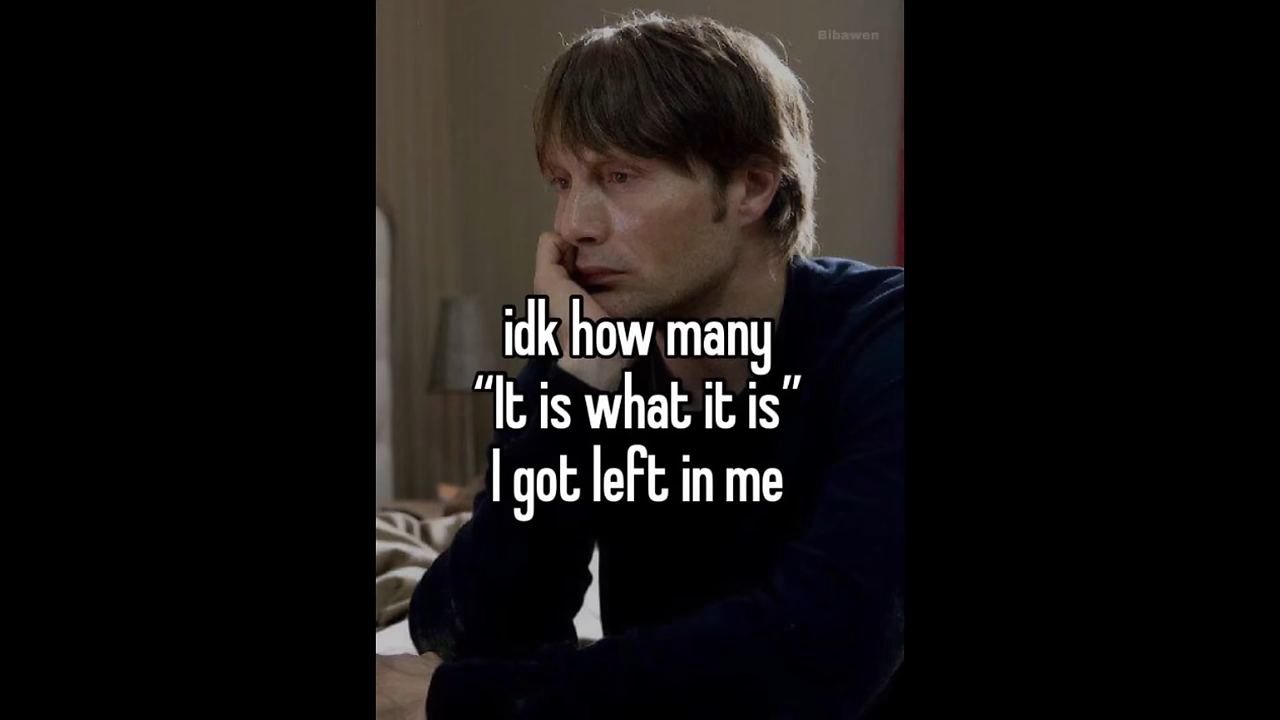 Bibawen
idk how many
“It is what it is”
I got left in me